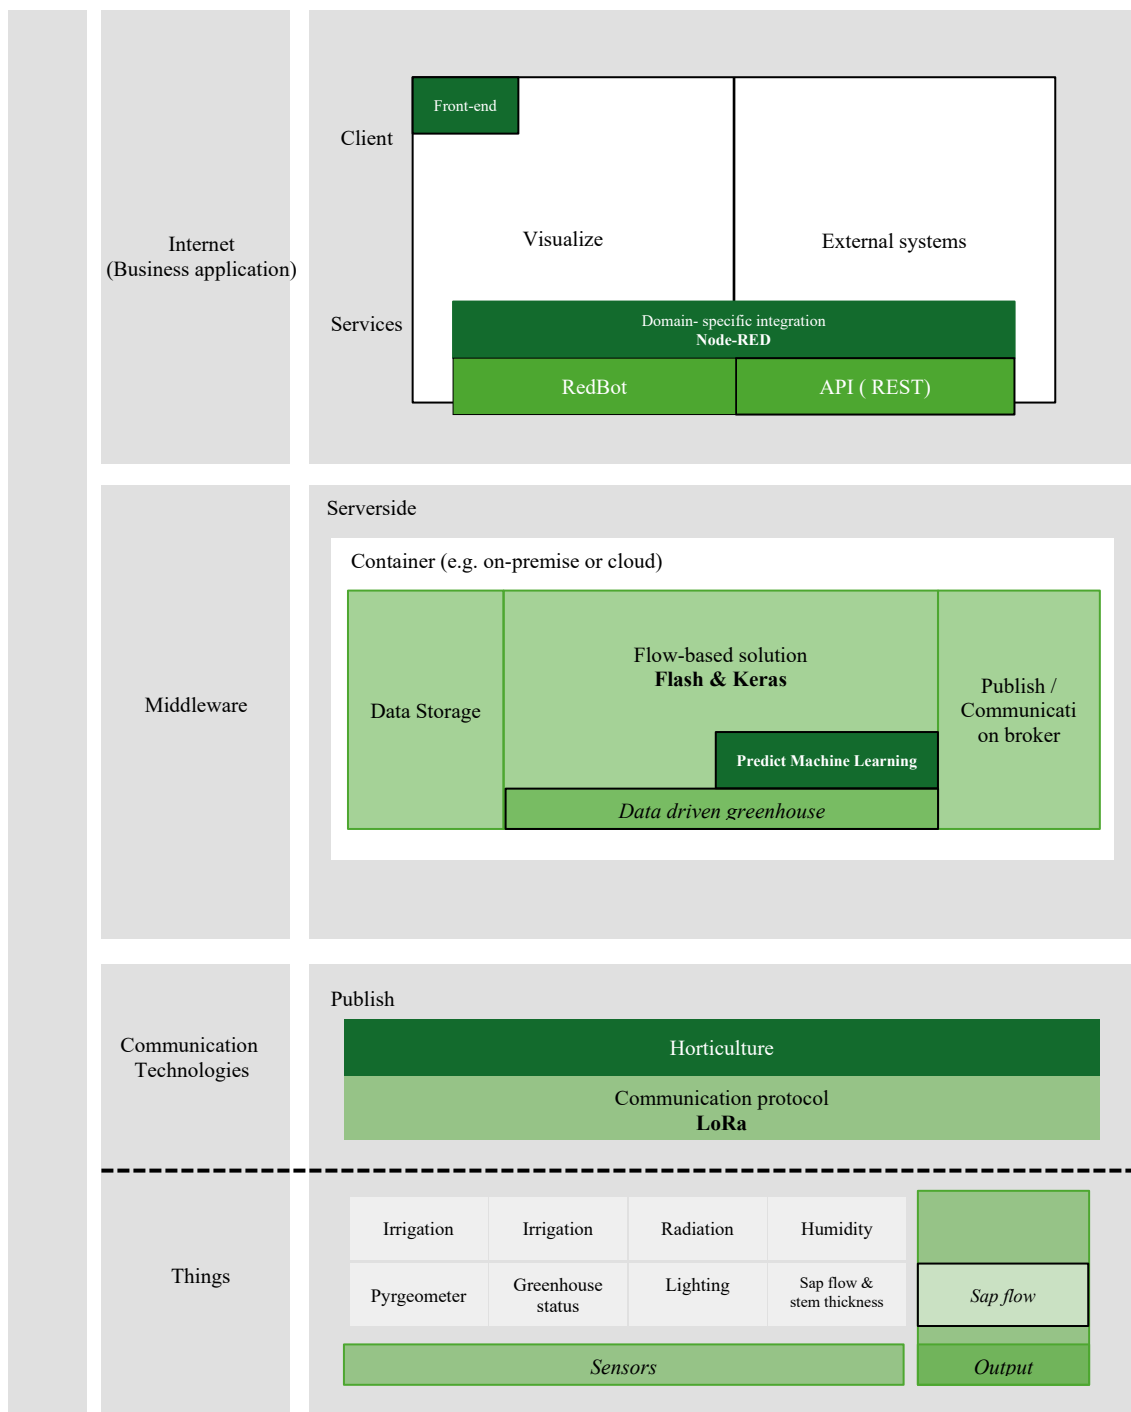 Front-end
Client
Internet
(Business application)
Visualize
External systems
Services
Domain- specific integration
Node-RED
RedBot
API ( REST)
Serverside
Container (e.g. on-premise or cloud)
Middleware
Data Storage
Flow-based solution
Flash & Keras
Publish /
Communicati
on broker
Predict Machine Learning
Data driven greenhouse
Publish
Communication
Technologies
Horticulture
Communication protocol
LoRa
Things
Irrigation
Irrigation
Radiation
Humidity
Pyrgeometer
Greenhouse
status
Lighting
Sap flow &
stem thickness
Sap flow
Sensors
Output